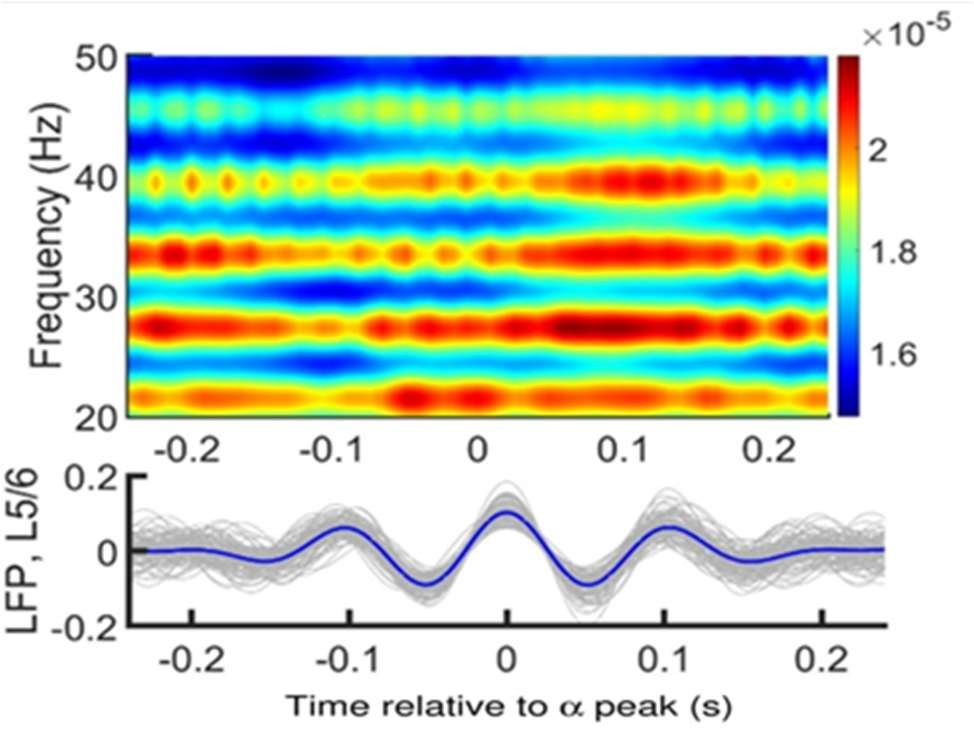 ×10-5
50
40
30
20
Frequency (Hz)
2
1.8
1.6
-0.2 -0.1 0 0.1 0.2
0.2
0
-0.2
LFP, L5/6
-0.2 -0.1 0 0.1 0.2
Time relative to α peak (s)